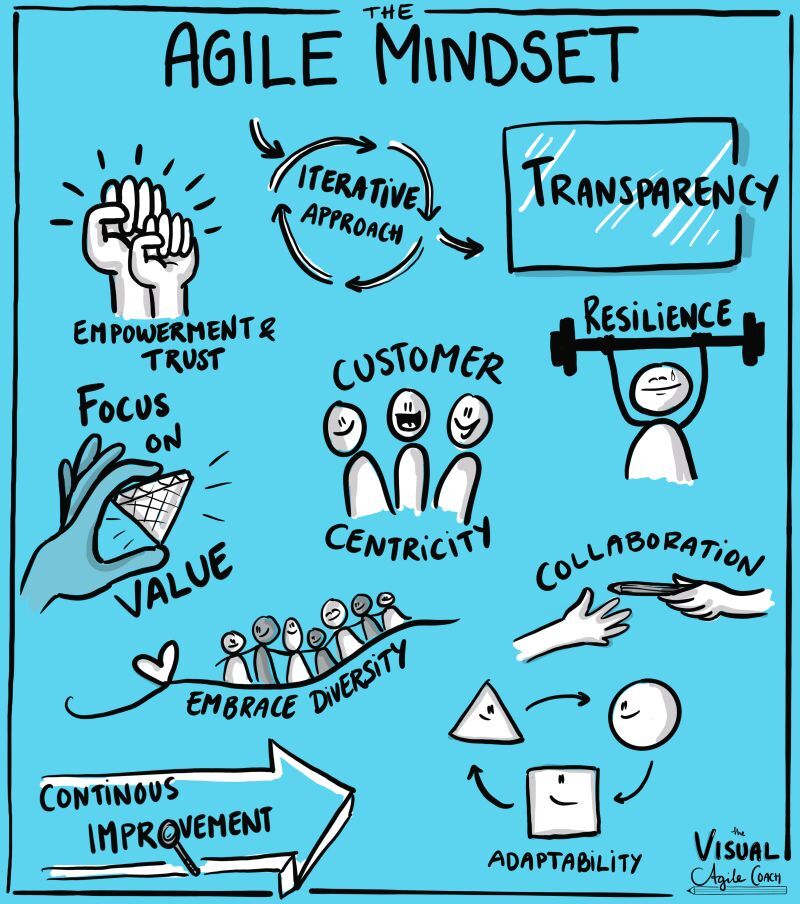 THE
AGILE MINDSET
ITERATIVE
APPROACH
TRANSPARENCY
EMPOWERMENT &
TRUST
RESILIENCE
CUSTOMER
CENTRICITY
FOCUS
ON
VALUE
COLLABORATION
EMBRACE DIVERSITY
CONTINOUS
IMPROVEMENT
ADAPTABILITY
the
VISUAL
Agile COACH